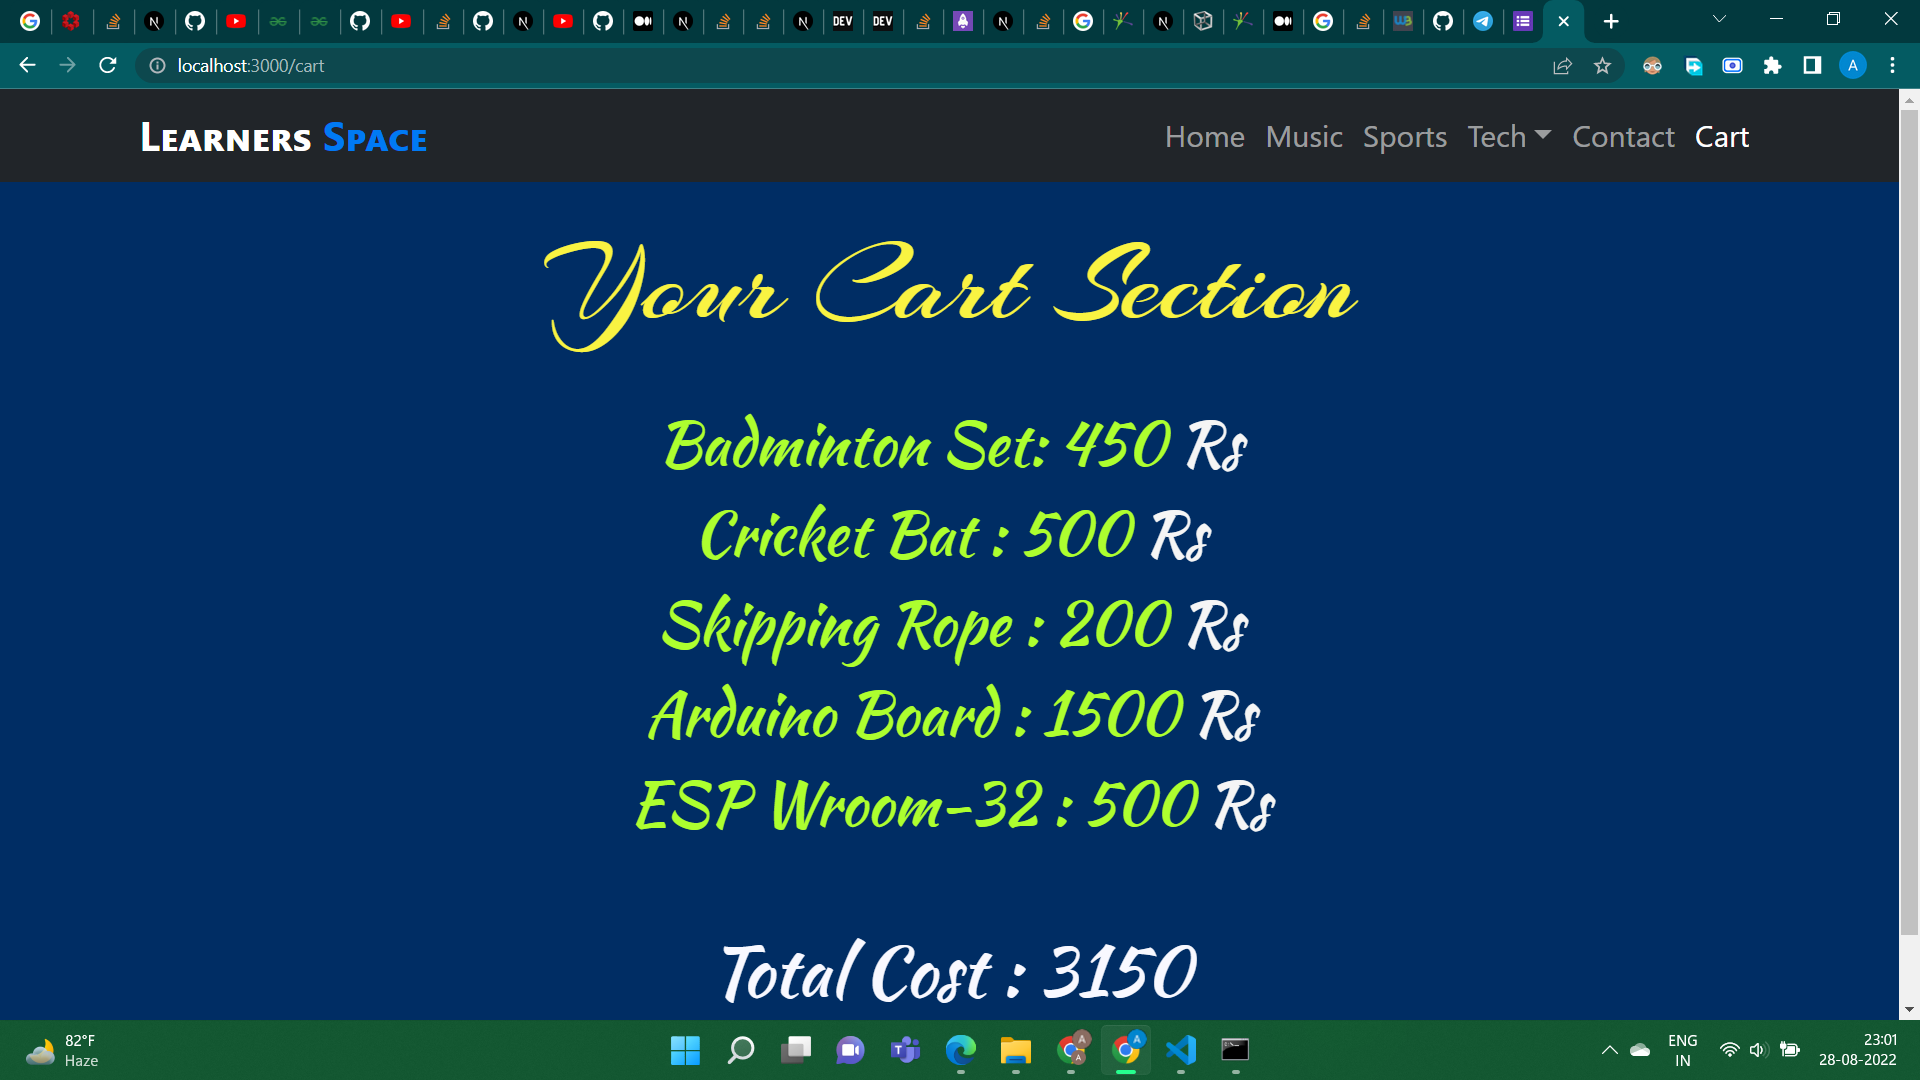 DEV DEV
localhost:3000/cart
A
Learners Space
Home Music Sports Tech Contact Cart
Your Cart Section
Badminton Set: 450 Rs
Cricket Bat : 500 Rs
Skipping Rope : 200 Rs
Arduino Board : 1500 Rs
ESP Wroom-32 : 500 Rs
Total Cost : 3150
82°F
Haze
ENG
IN
23:01
28-08-2022